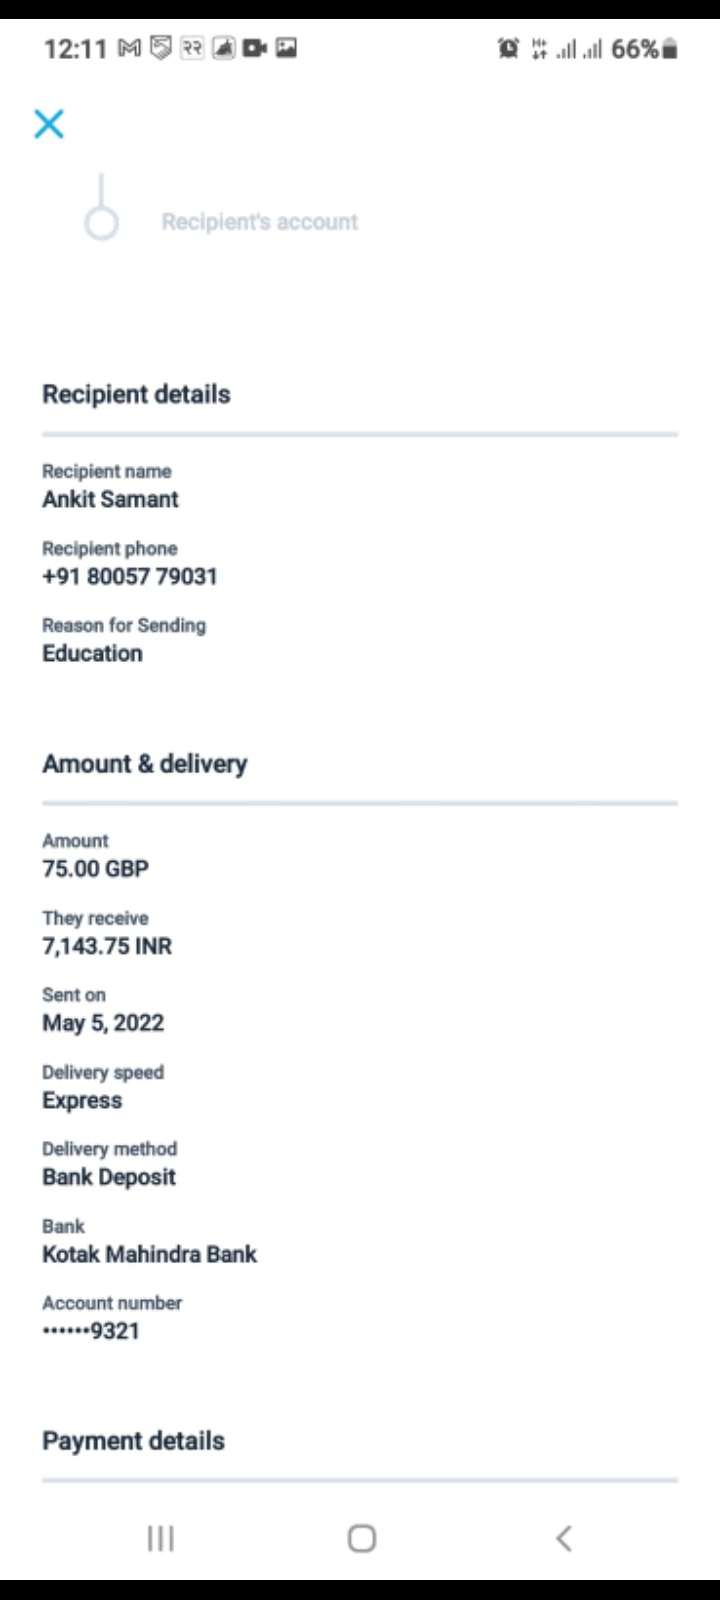 12:11 २२ 66%
Recipient's account
Recipient details
Recipient name
Ankit Samant
Recipient phone
+91 80057 79031
Reason for Sending
Education
Amount & delivery
Amount
75.00 GBP
They receive
7,143.75 INR
Sent on
May 5, 2022
Delivery speed
Express
Delivery method
Bank Deposit
Bank
Kotak Mahindra Bank
Account number
••••••9321
Payment details